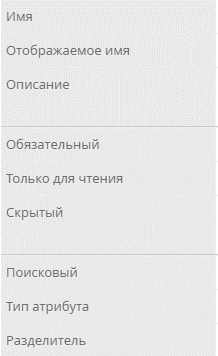 Имя
Отображаемое имя
Описание
Обязательный
Только для чтения
Скрытый
Поисковый
Тип атрибута
Разделитель